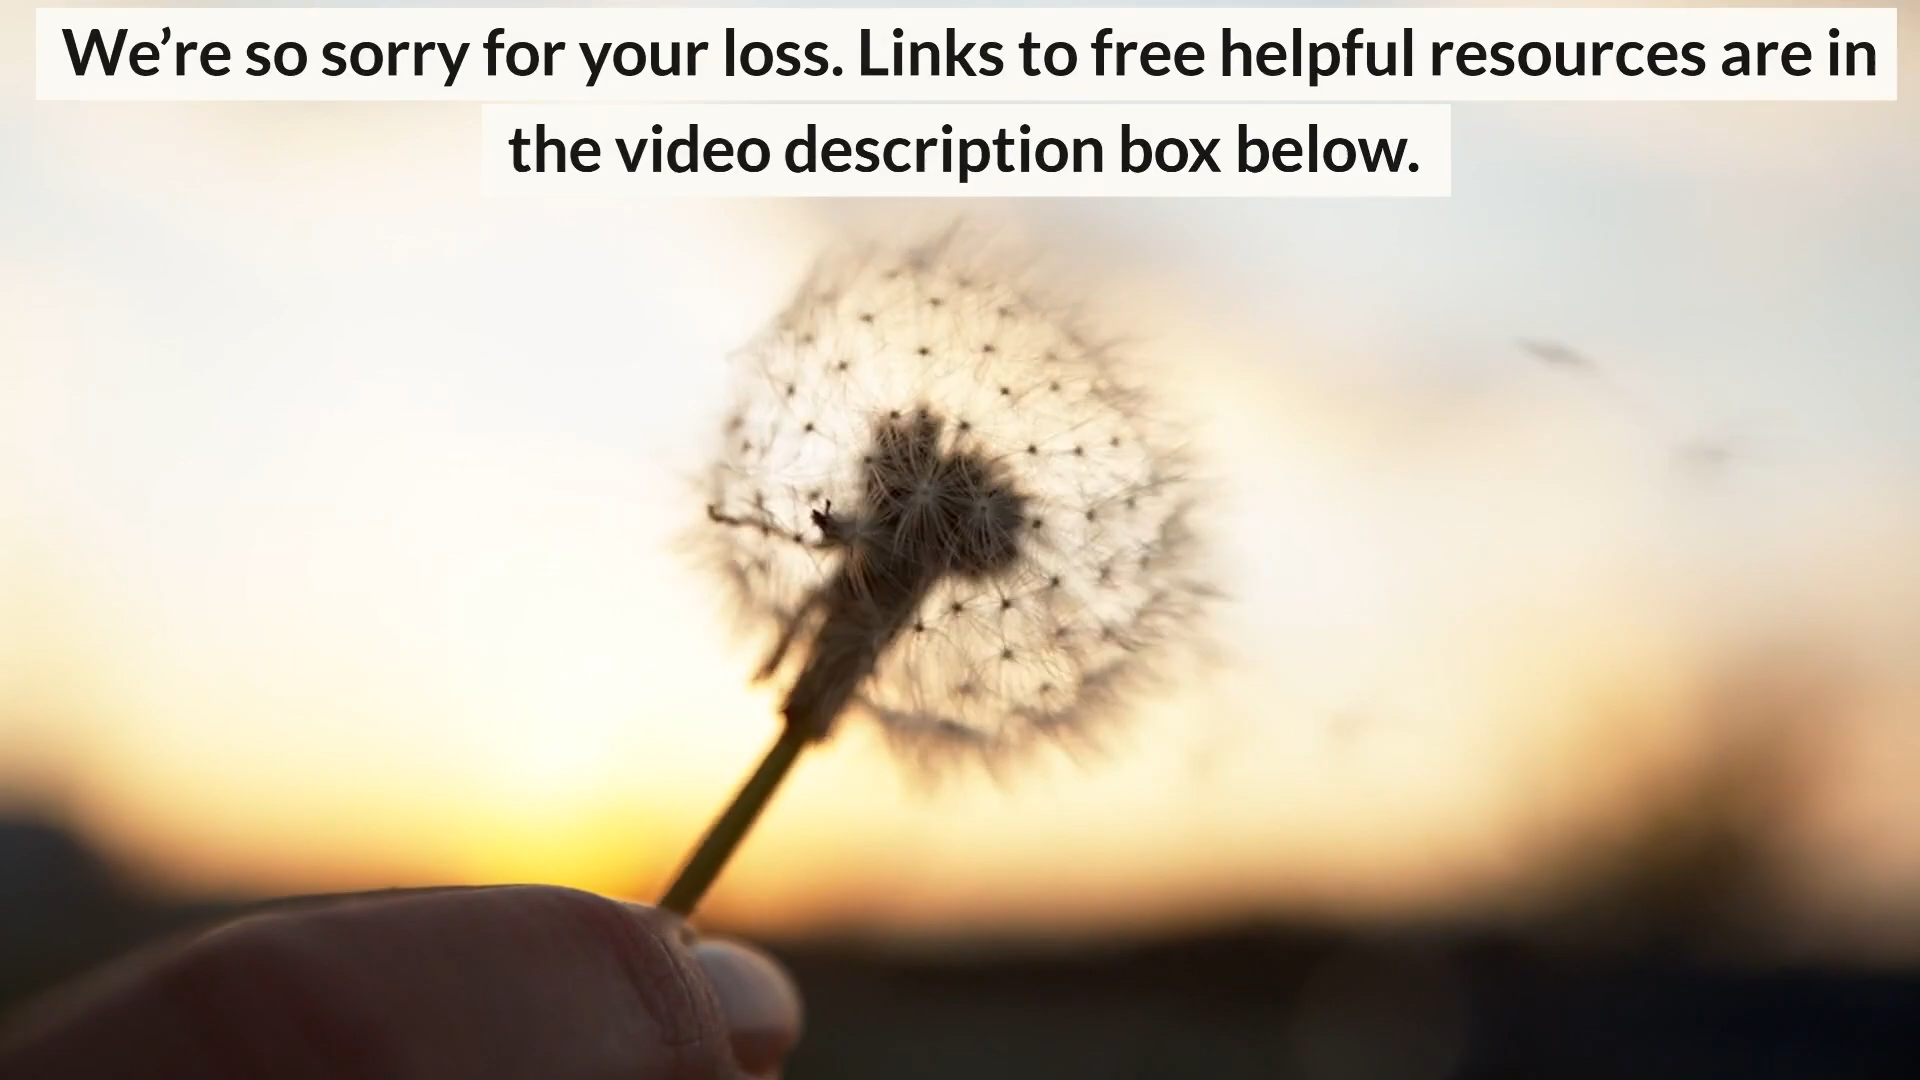 We’re so sorry for your loss. Links to free helpful resources are in
the video description box below.